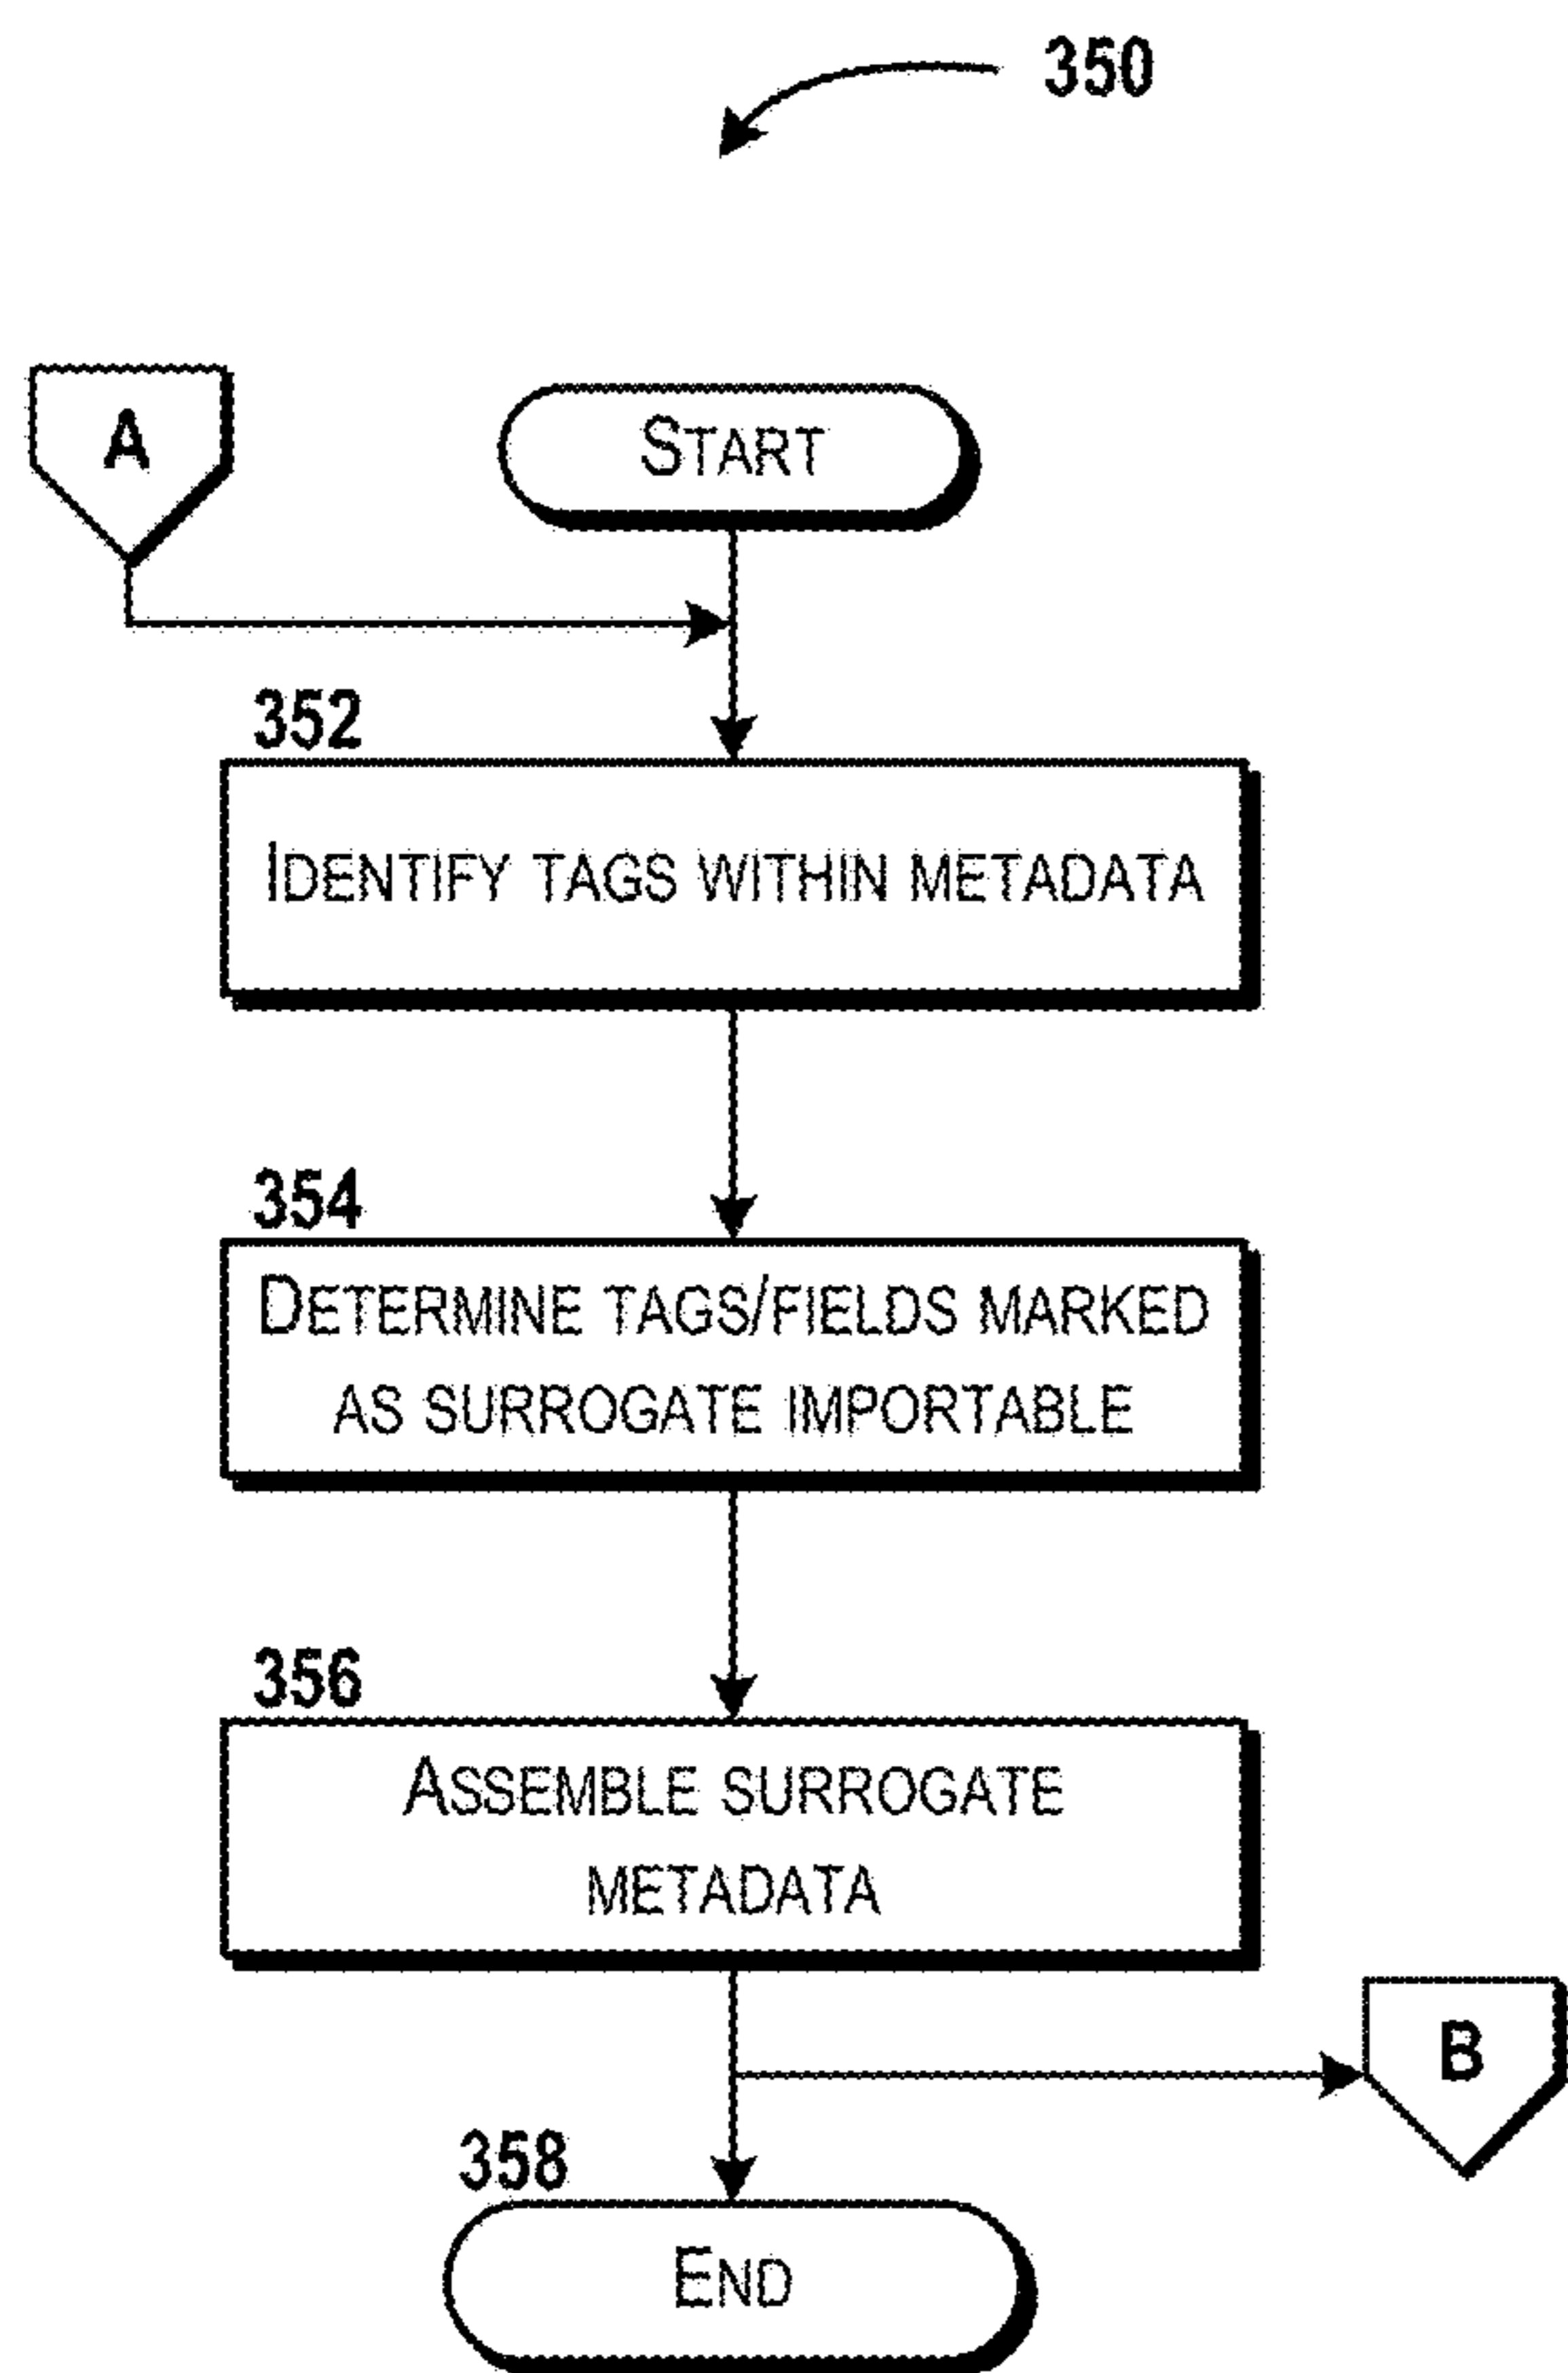 350
A
START
352
IDENTIFY TAGS WITHIN METADATA
354
DETERMINE TAGS/FIELDS MARKED
AS SURROGATE IMPORTABLE
356
ASSEMBLE SURROGATE
METADATA
B
358
END